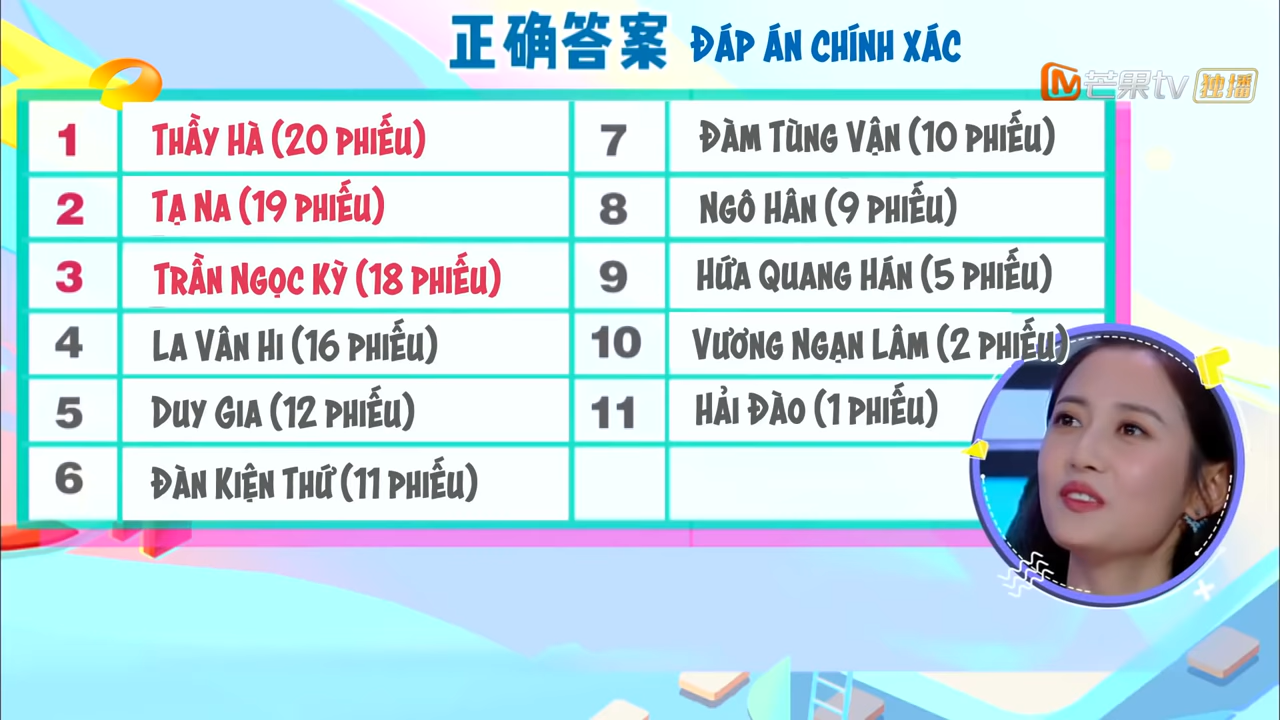 正确答案 ĐÁP ÁN CHÍNH XÁC
芒果tv 独播
1 THẦY HÀ (20 PHIẾU)
2 TẠ NA (19 PHIẾU)
3 TRẦN NGỌC KỲ (18 PHIẾU)
4 LA VÂN HI (16 PHIẾU)
5 DUY GIA (12 PHIẾU)
6 ĐÀN KIỆN THỨ (11 PHIẾU)
7 ĐÀM TÙNG VẬN (10 PHIẾU)
8 NGÔ HÂN (9 PHIẾU)
9 HỨA QUANG HÁN (5 PHIẾU)
10 VƯƠNG NGẠN LÂM (2 PHIẾU)
11 HẢI ĐÀO (1 PHIẾU)